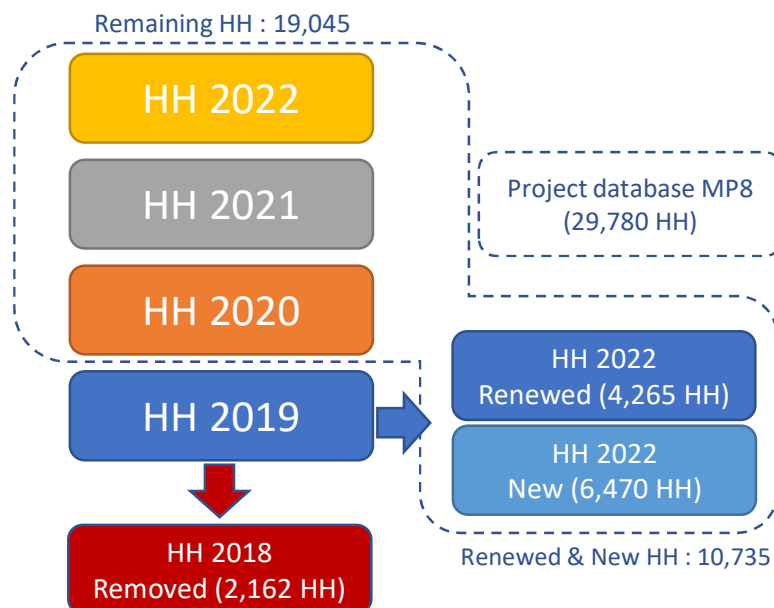 Remaining HH : 19,045
HH 2022
HH 2021
HH 2020
HH 2019
HH 2018
Removed (2,162 HH)
Project database MP8
(29,780 HH)
HH 2022
Renewed (4,265 HH)
HH 2022
New (6,470 HH)
Renewed & New HH : 10,735